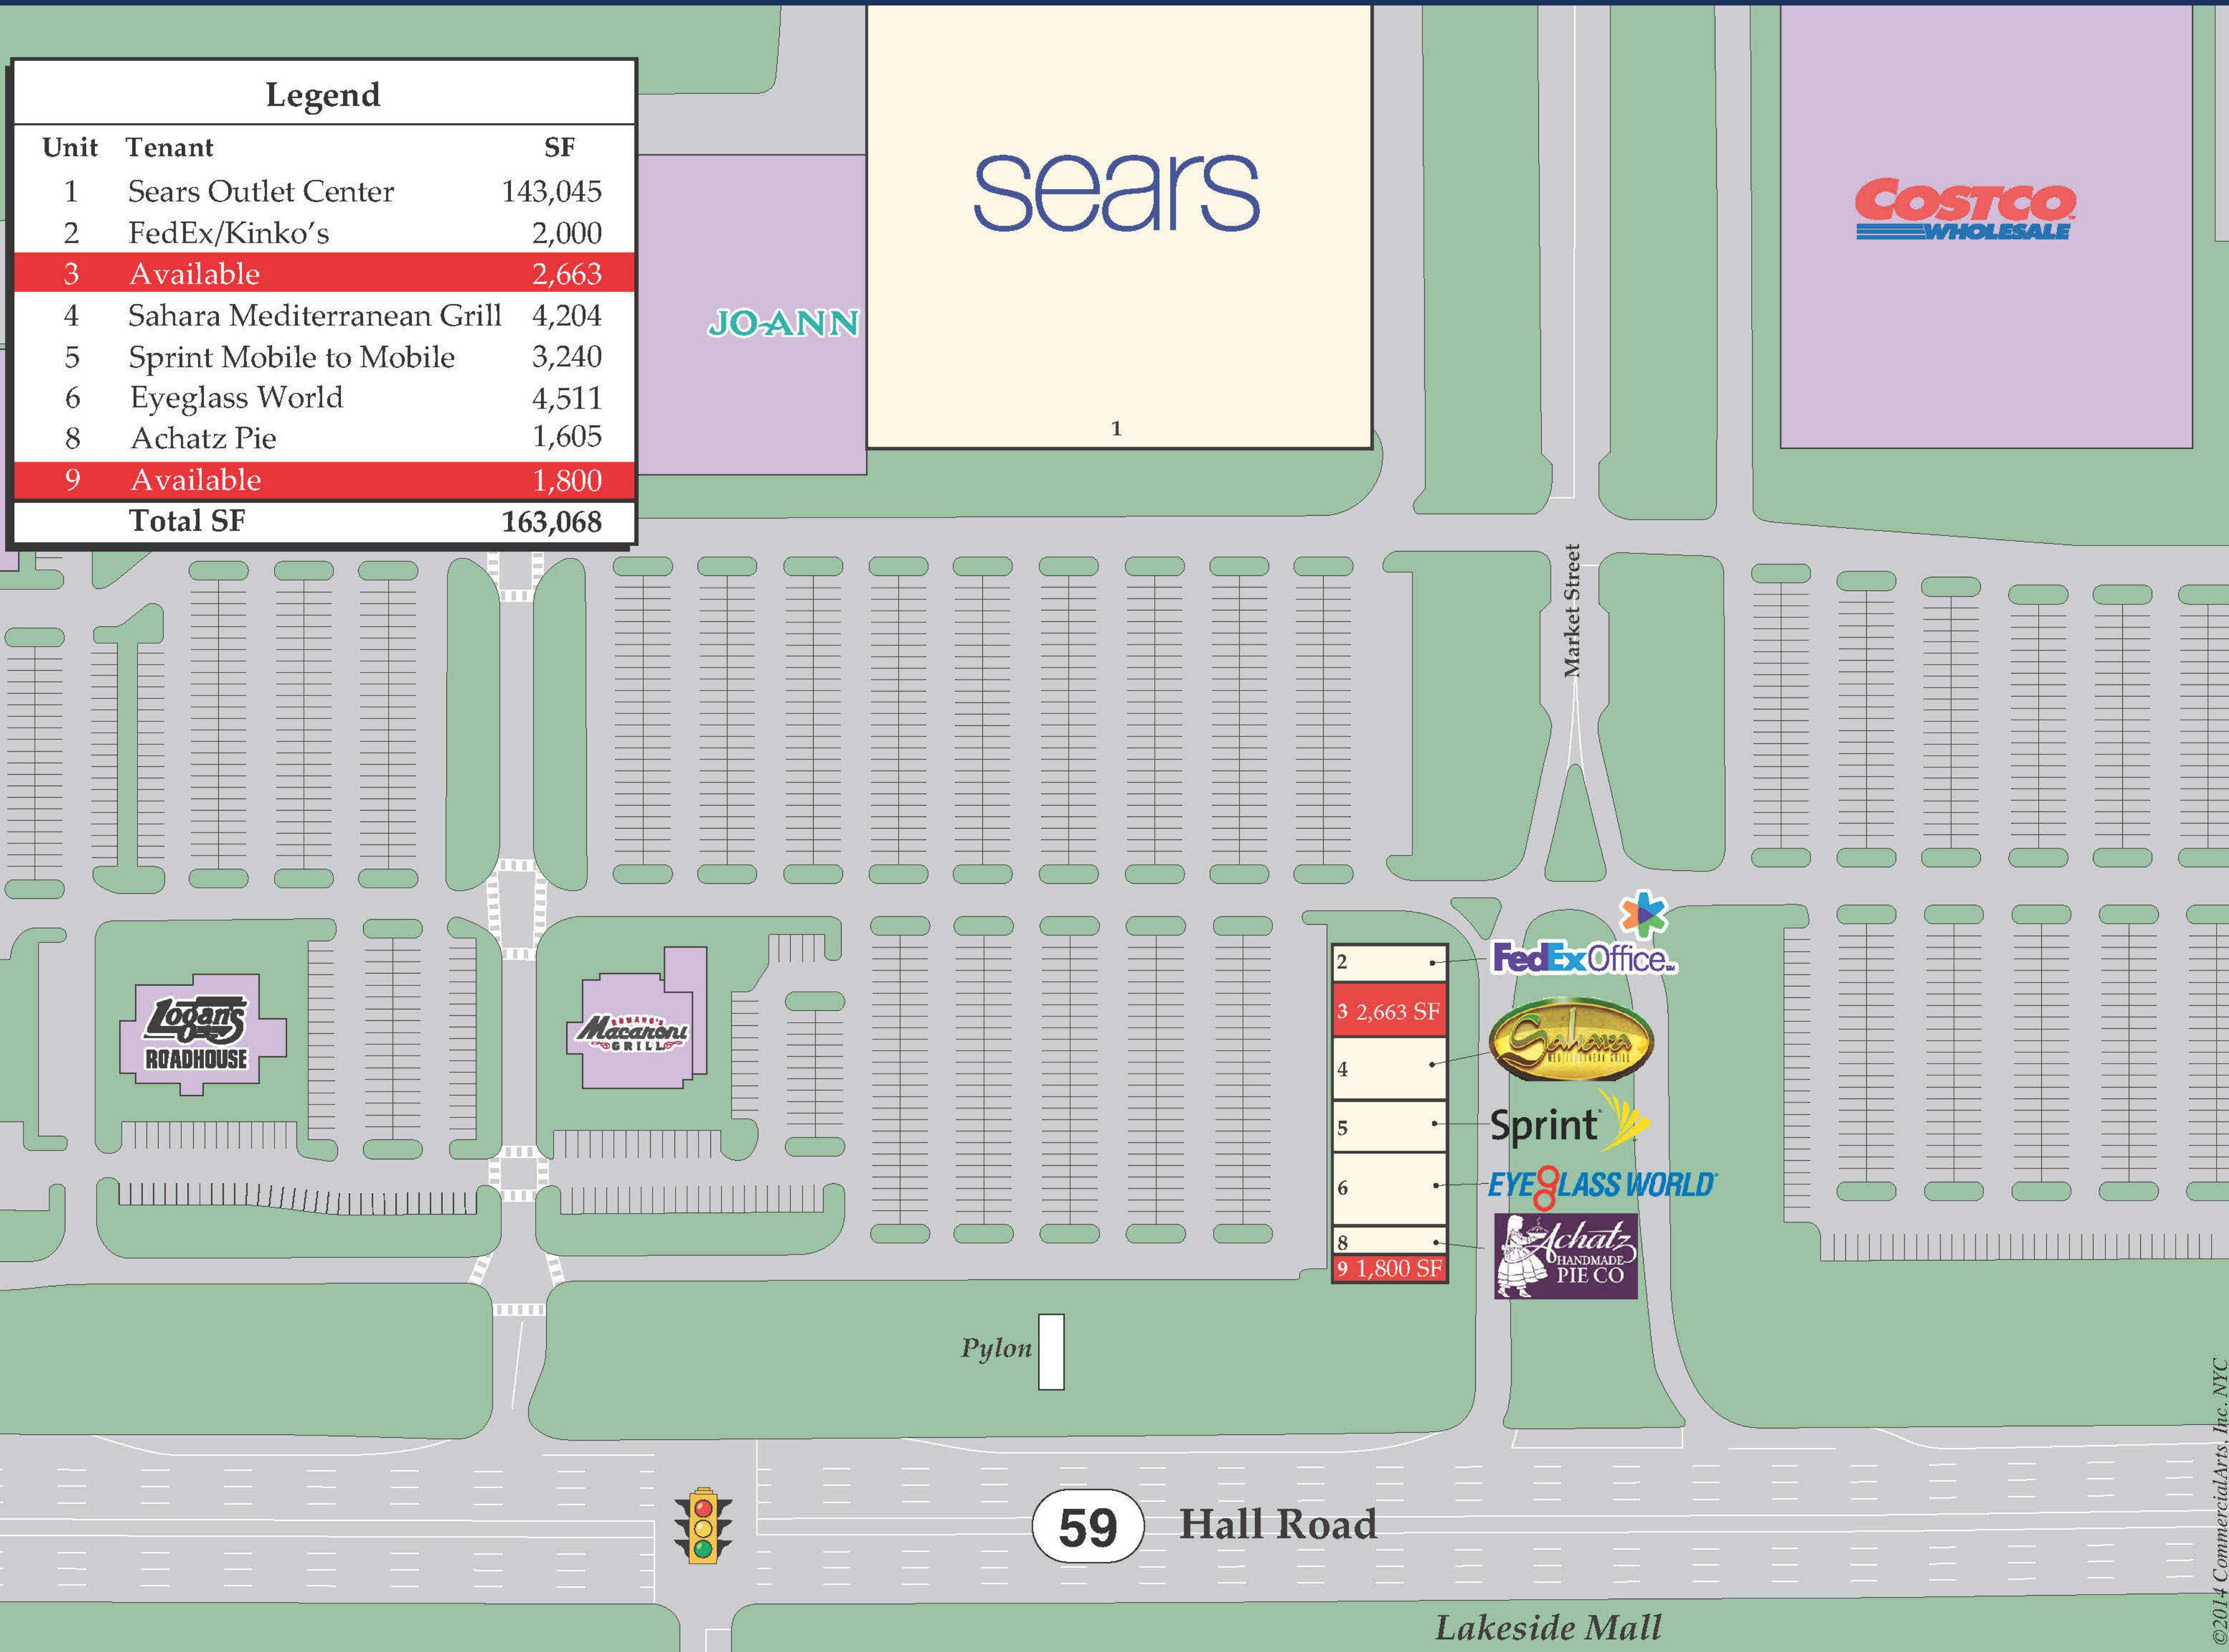 Legend
Unit Tenant SF
1 Sears Outlet Center 143,045
2 FedEx/Kinko's 2,000
3 Available 2,663
4 Sahara Mediterranean Grill 4,204
5 Sprint Mobile to Mobile 3,240
6 Eyeglass World 4,511
8 Achatz Pie 1,605
9 Available 1,800
Total SF 163,068
JO-ANN
sears
1
COSTCO
WHOLESALE
Market Street
Logan's
ROADHOUSE
ROMANO'S
Macaroni
GRILL
2
FedEx Office
3 2,663 SF
Sahara
MEDITERRANEAN GRILL
4
5
Sprint
6
EYEGLASS WORLD
8
Achatz
HANDMADE
PIE CO
9 1,800 SF
Pylon
59 Hall Road
Lakeside Mall
©2014 CommercialArts, Inc. NYC